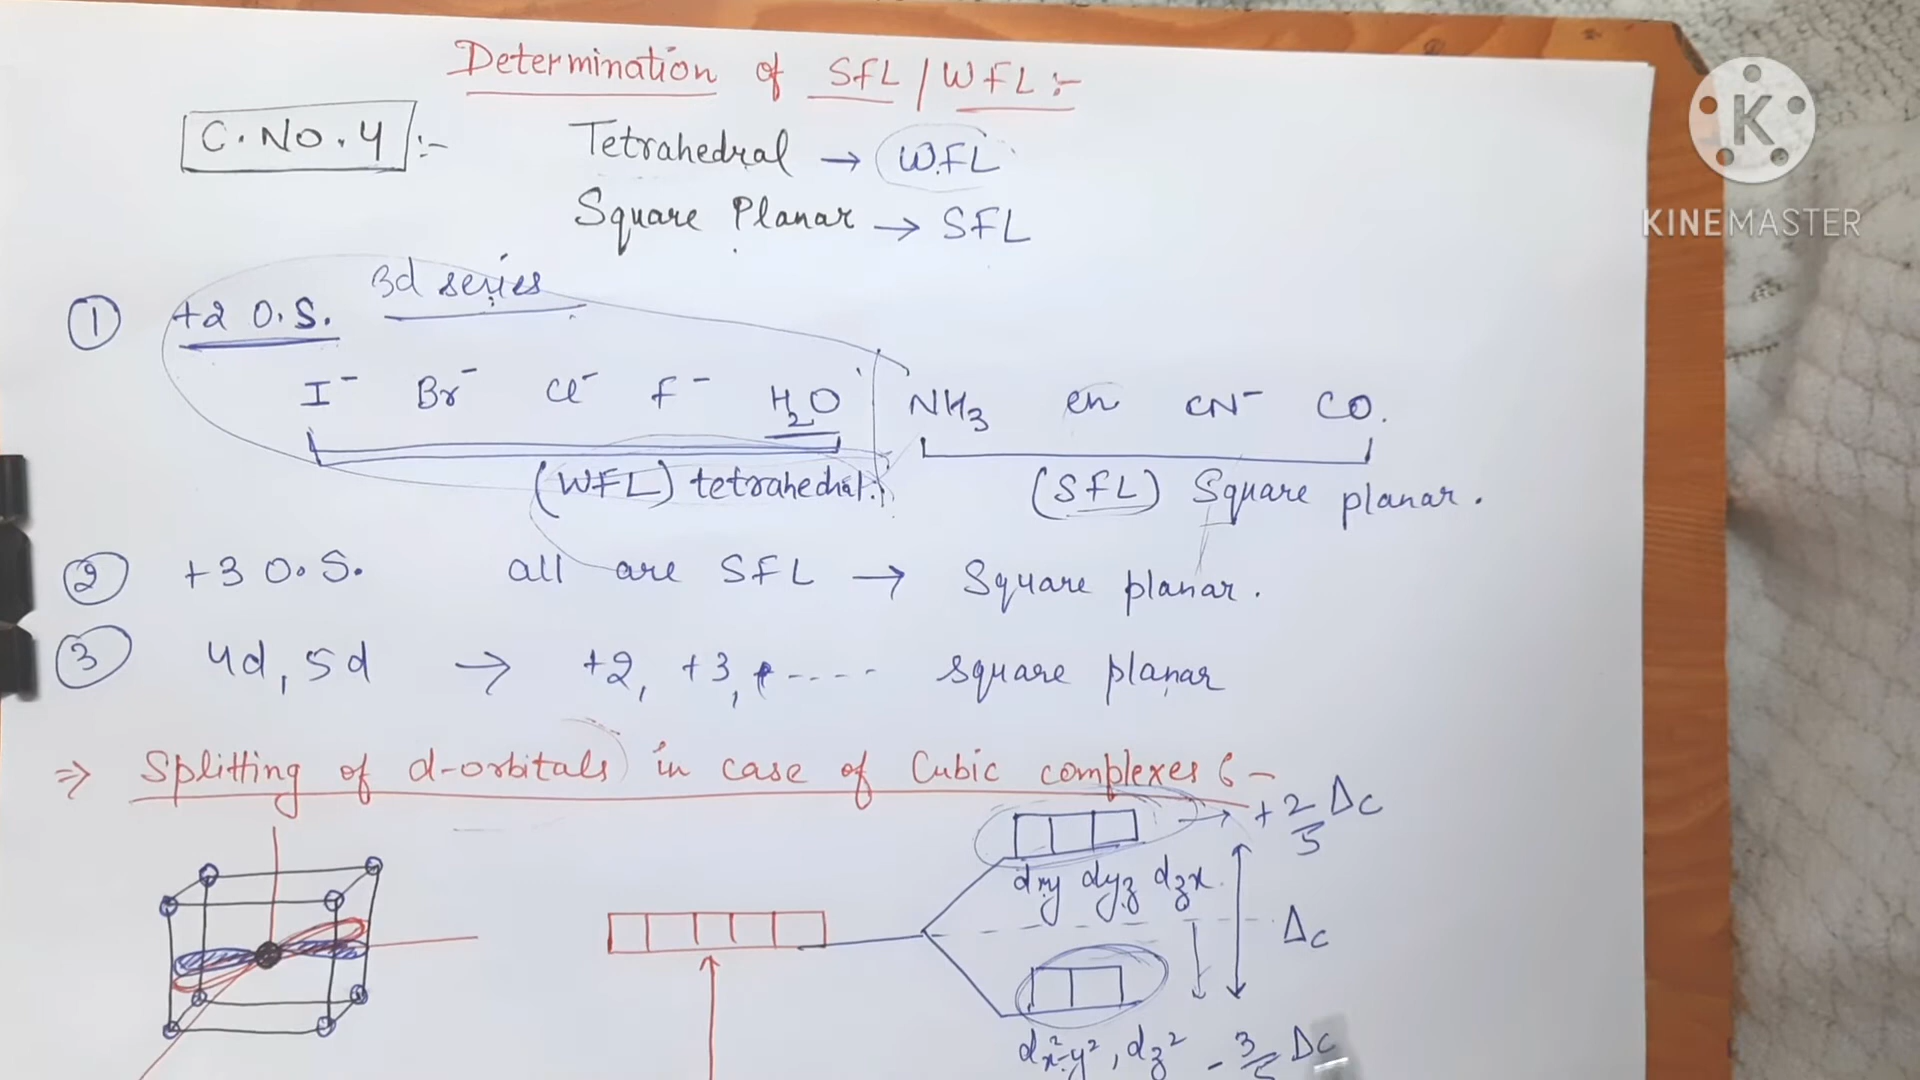 Determination of SFL / WFL :-
C.NO.4 :- Tetrahedral → WFL
Square Planar → SFL
① +2 O.S. 3d series
I⁻ Br⁻ Cl⁻ F⁻ H₂O NH₃ en CN⁻ CO.
(WFL) tetrahedral. (SFL) Square planar.
② +3 O.S. all are SFL → Square planar.
③ 4d, 5d → +2, +3, ---- square planar
⇒ Splitting of d-orbitals in case of Cubic complexes :-
→ +2/5 Δc
dxy dyz dzx
Δc
dx²-y², dz² -3/5 Δc
K
KINEMASTER